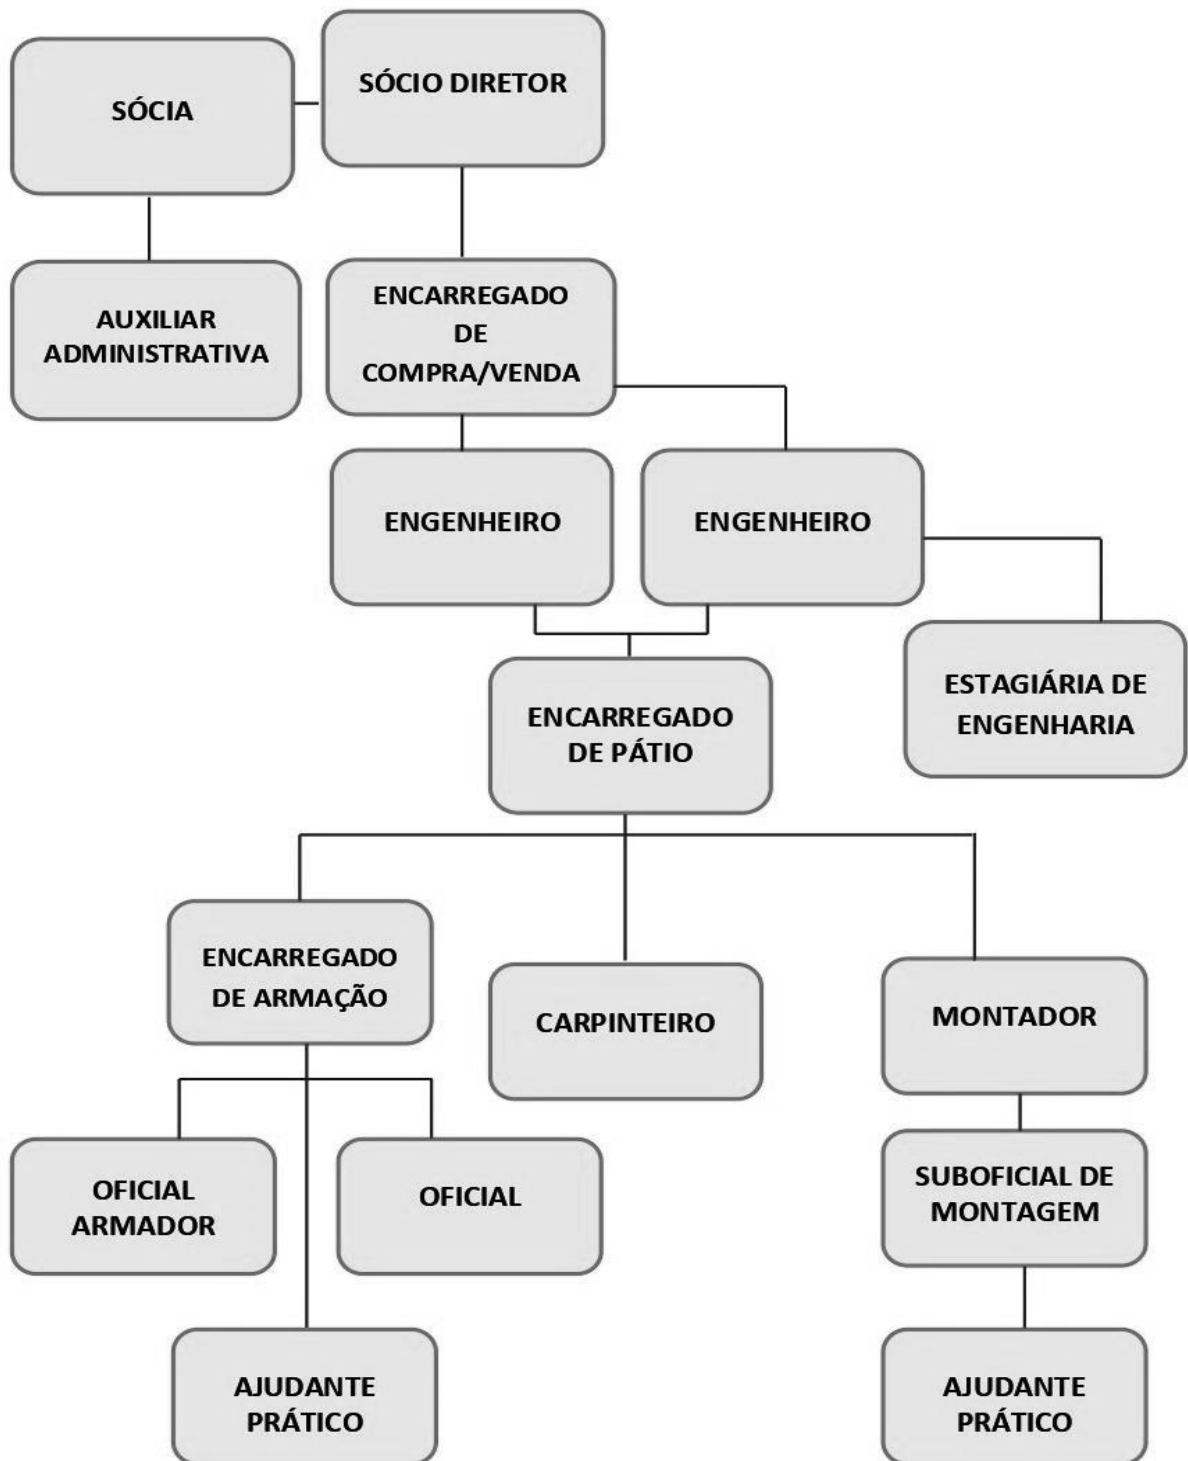 SÓCIA
SÓCIO DIRETOR
AUXILIAR
ADMINISTRATIVA
ENCARREGADO
DE
COMPRA/VENDA
ENGENHEIRO
ENGENHEIRO
ESTAGIÁRIA DE
ENGENHARIA
ENCARREGADO
DE PÁTIO
ENCARREGADO
DE ARMAÇÃO
CARPINTEIRO
MONTADOR
OFICIAL
ARMADOR
OFICIAL
SUBOFICIAL DE
MONTAGEM
AJUDANTE
PRÁTICO
AJUDANTE
PRÁTICO